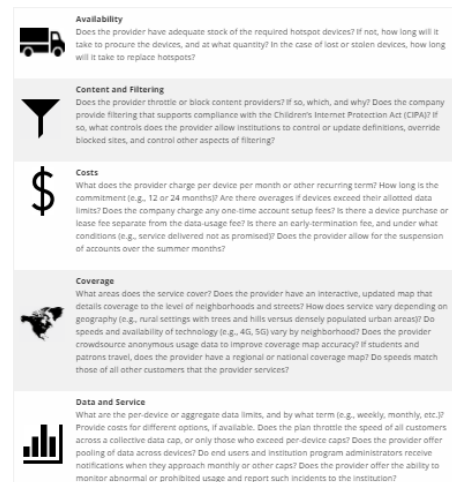 Availability
Does the provider have adequate stock of the required hotspot devices? If not, how long will it
take to procure the devices, and at what quantity? In the case of lost or stolen devices, how long
will it take to replace hotspots?
Content and Filtering
Does the provider throttle or block content providers? If so, which, and why? Does the company
provide filtering that supports compliance with the Children's Internet Protection Act (CIPA)? If
so, what controls does the provider allow institutions to control or update definitions, override
blocked sites, and control other aspects of filtering?
Costs
What does the provider charge per device per month or other recurring term? How long is the
commitment (e.g., 12 or 24 months)? Are there overages if devices exceed their allotted data
limits? Does the company charge any one-time account setup fees? Is there a device purchase or
lease fee separate from the data-usage fee? Is there an early-termination fee, and under what
conditions (e.g., service delivered not as promised)? Does the provider allow for the suspension
of accounts over the summer months?
Coverage
What areas does the service cover? Does the provider have an interactive, updated map that
details coverage to the level of neighborhoods and streets? How does service vary depending on
geography (e.g., rural settings with trees and hills versus densely populated urban areas)? Do
speeds and availability of technology (e.g., 4G, 5G) vary by neighborhood? Does the provider
crowdsource anonymous usage data to improve coverage map accuracy? If students and
patrons travel, does the provider have a regional or national coverage map? Do speeds match
those of all other customers that the provider services?
Data and Service
What are the per-device or aggregate data limits, and by what term (e.g., weekly, monthly, etc.)?
Provide costs for different options, if available. Does the plan throttle the speed of all customers
across a collective data cap, or only those who exceed per-device caps? Does the provider offer
pooling of data across devices? Do end users and institution program administrators receive
notifications when they approach monthly or other caps? Does the provider offer the ability to
monitor abnormal or prohibited usage and report such incidents to the institution?